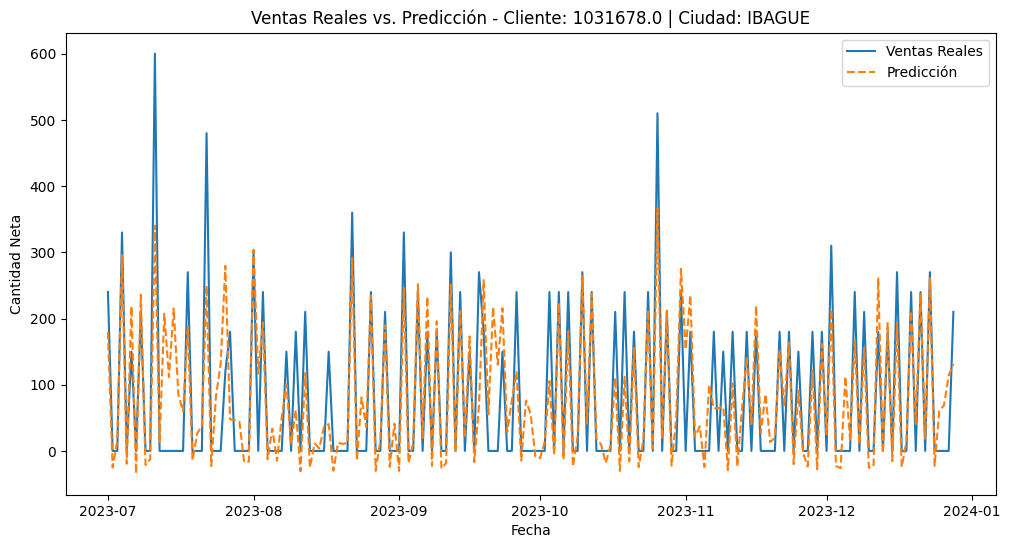 Ventas Reales vs. Predicción - Cliente: 1031678.0 | Ciudad: IBAGUE
Ventas Reales
Predicción
Cantidad Neta
600
500
400
300
200
100
0
2023-07
2023-08
2023-09
2023-10
2023-11
2023-12
2024-01
Fecha